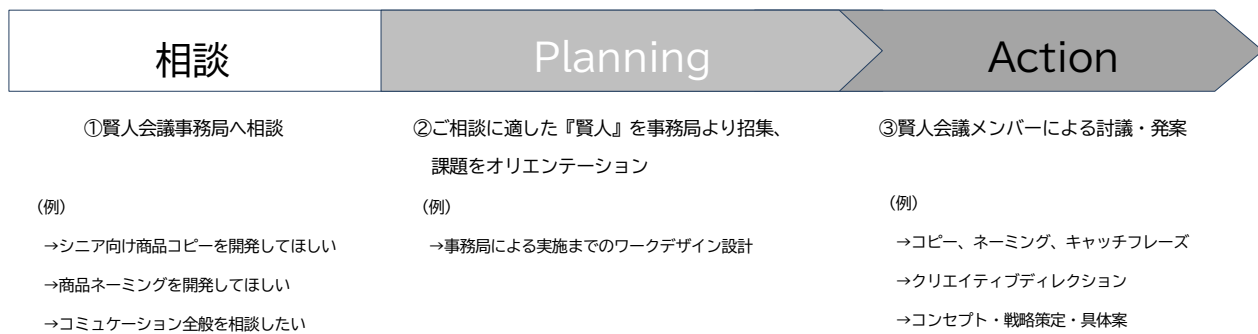 相談
Planning
Action
①賢人会議事務局へ相談
②ご相談に適した『賢人』を事務局より招集、
課題をオリエンテーション
③賢人会議メンバーによる討議・発案
（例）
→シニア向け商品コピーを開発してほしい
→商品ネーミングを開発してほしい
→コミュケーション全般を相談したい
（例）
→事務局による実施までのワークデザイン設計
（例）
→コピー、ネーミング、キャッチフレーズ
→クリエイティブディレクション
→コンセプト・戦略策定・具体案